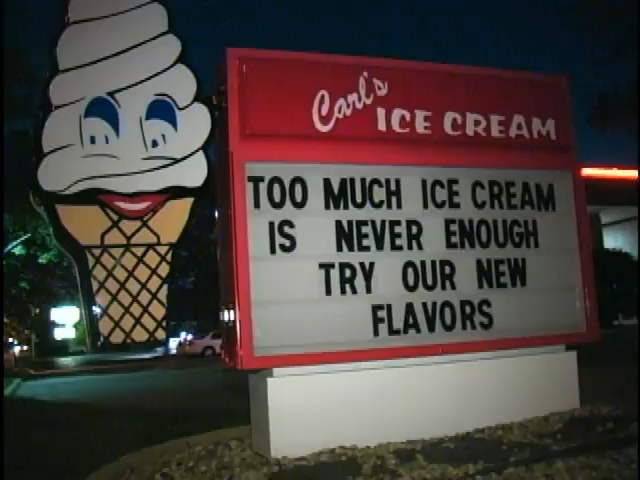 Carl's
ICE CREAM
TOO MUCH ICE CREAM
IS NEVER ENOUGH
TRY OUR NEW
FLAVORS